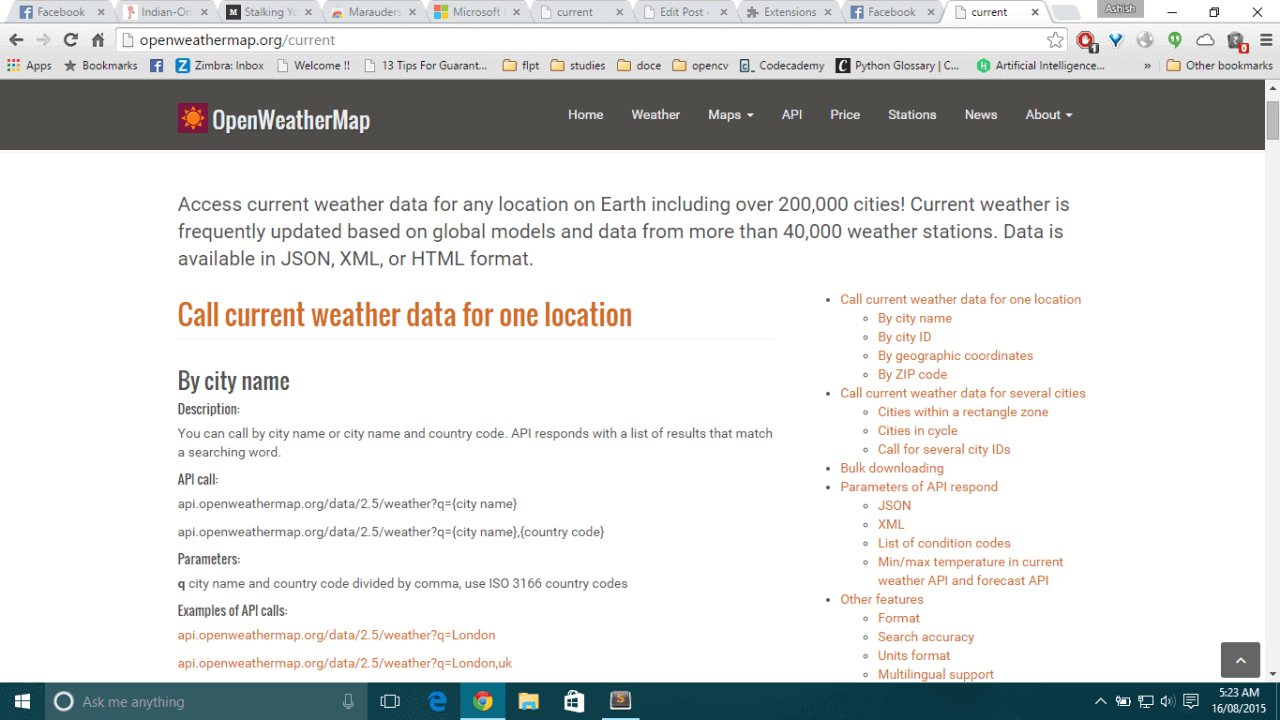 Facebook
Indian-On
Stalking Yo
Marauders
Microsoft
current
Edit Post
Extensions
Facebook
current
Ashish
openweathermap.org/current
1
0
Apps
Bookmarks
Zimbra: Inbox
Welcome !!
13 Tips For Guarant...
flpt
studies
doce
opencv
Codecademy
Python Glossary | C...
Artificial Intelligence...
»
Other bookmarks
OpenWeatherMap
Home
Weather
Maps
API
Price
Stations
News
About
Access current weather data for any location on Earth including over 200,000 cities! Current weather is
frequently updated based on global models and data from more than 40,000 weather stations. Data is
available in JSON, XML, or HTML format.
Call current weather data for one location
By city name
Description:
You can call by city name or city name and country code. API responds with a list of results that match
a searching word.
API call:
api.openweathermap.org/data/2.5/weather?q={city name}
api.openweathermap.org/data/2.5/weather?q={city name},{country code}
Parameters:
q city name and country code divided by comma, use ISO 3166 country codes
Examples of API calls:
api.openweathermap.org/data/2.5/weather?q=London
api.openweathermap.org/data/2.5/weather?q=London,uk
Call current weather data for one location
By city name
By city ID
By geographic coordinates
By ZIP code
Call current weather data for several cities
Cities within a rectangle zone
Cities in cycle
Call for several city IDs
Bulk downloading
Parameters of API respond
JSON
XML
List of condition codes
Min/max temperature in current
weather API and forecast API
Other features
Format
Search accuracy
Units format
Multilingual support
Ask me anything
5:23 AM
16/08/2015